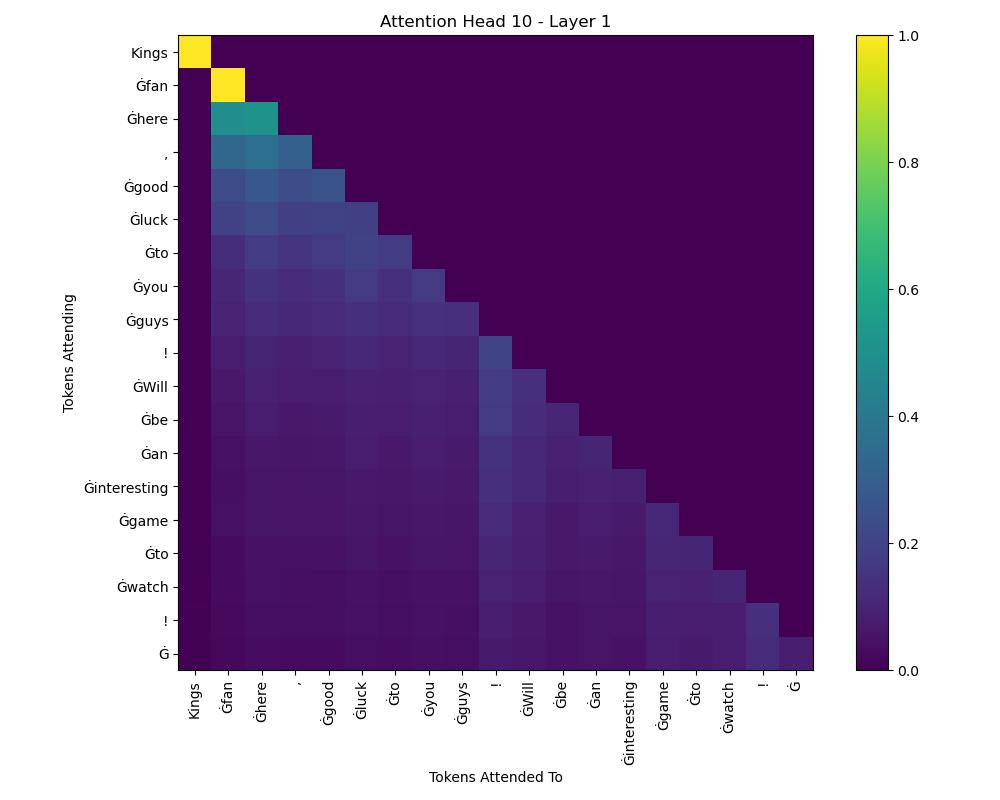 Attention Head 10 - Layer 1
Tokens Attending
Kings
Ġfan
Ġhere
,
Ġgood
Ġluck
Ġto
Ġyou
Ġguys
!
ĠWill
Ġbe
Ġan
Ġinteresting
Ġgame
Ġto
Ġwatch
!
Ġ
Kings
Ġfan
Ġhere
,
Ġgood
Ġluck
Ġto
Ġyou
Ġguys
!
ĠWill
Ġbe
Ġan
Ġinteresting
Ġgame
Ġto
Ġwatch
!
Ġ
Tokens Attended To
1.0
0.8
0.6
0.4
0.2
0.0